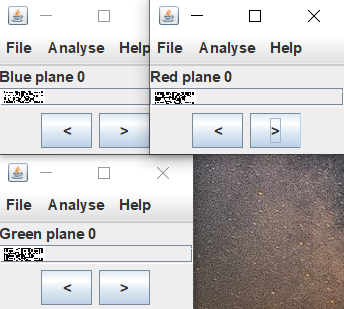 File Analyse Help
Blue plane 0
< >
File Analyse Help
Red plane 0
< >
File Analyse Help
Green plane 0
< >